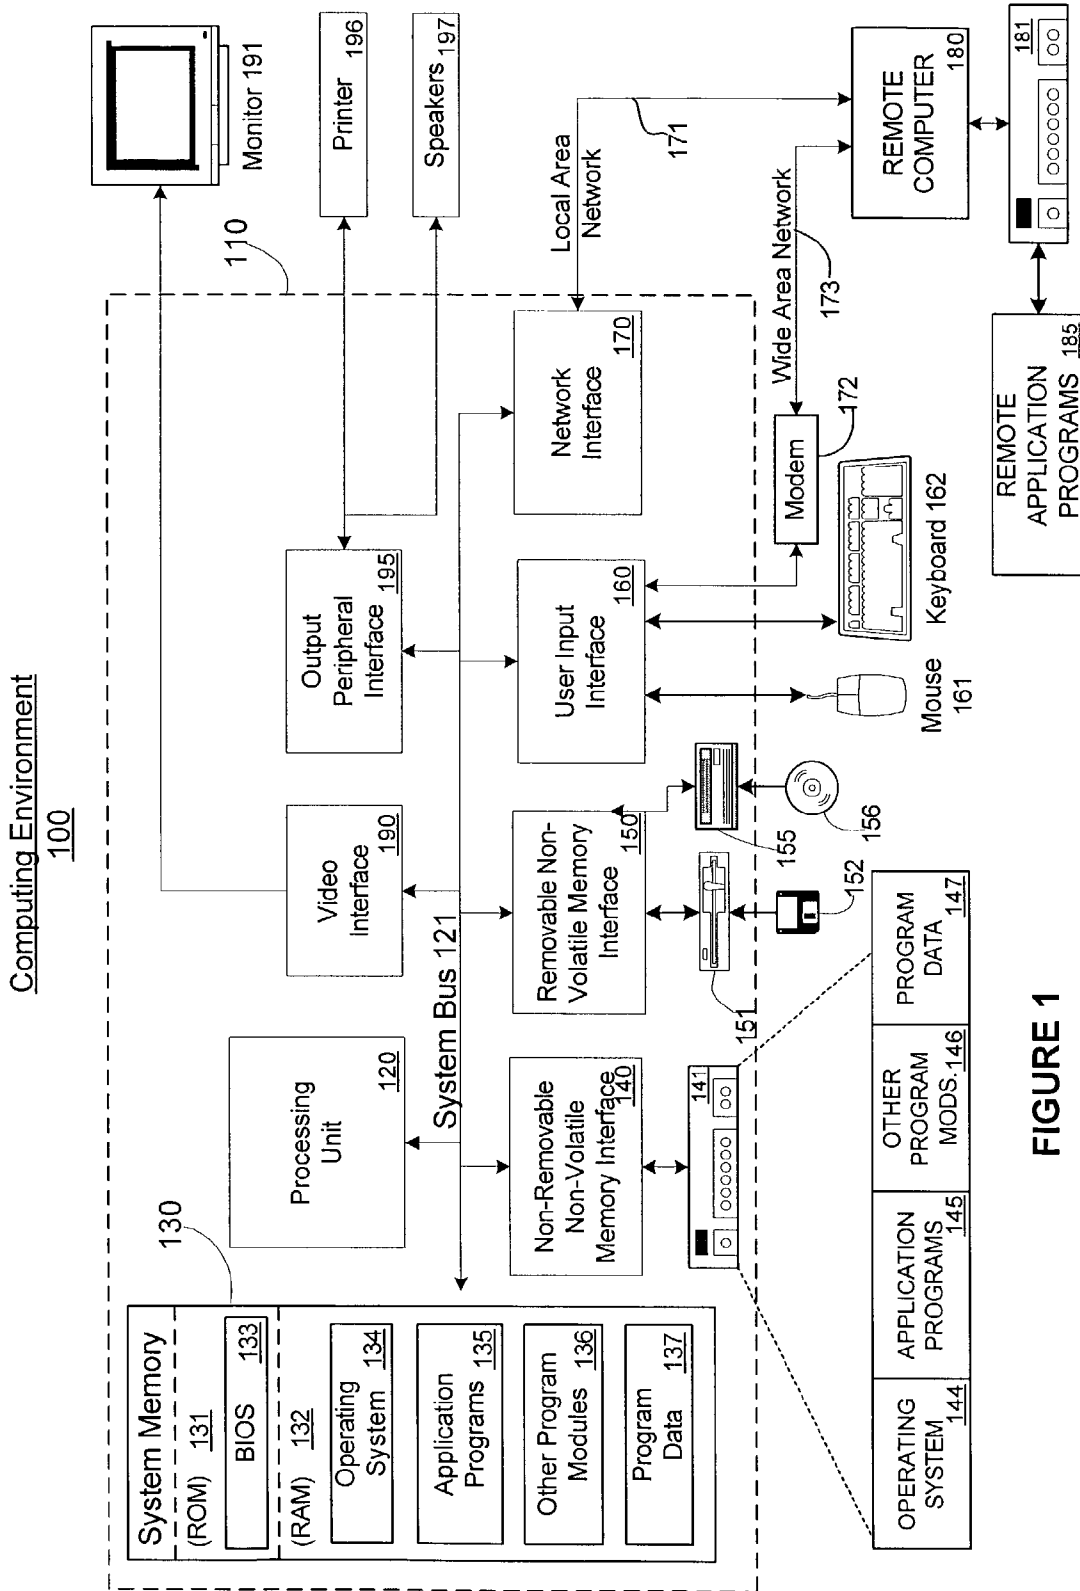 Computing Environment
100
System Memory
(ROM) 131
BIOS 133
(RAM) 132
Operating
System 134
Application
Programs 135
Other Program
Modules 136
Program
Data 137
130
Processing
Unit
120
Video
Interface
190
Output
Peripheral
Interface
195
110
Monitor 191
Printer
196
Speakers
197
System Bus 121
Non-Removable
Non-Volatile
Memory Interface
140
Removable Non-
Volatile Memory
Interface
150
User Input
Interface
160
Network
Interface
170
Local Area
Network
171
141
151
152
155
156
Mouse
161
Keyboard 162
Modem
172
Wide Area Network
173
REMOTE
COMPUTER
180
181
REMOTE
APPLICATION
PROGRAMS 185
OPERATING
SYSTEM 144
APPLICATION
PROGRAMS 145
OTHER
PROGRAM
MODS. 146
PROGRAM
DATA 147
FIGURE 1